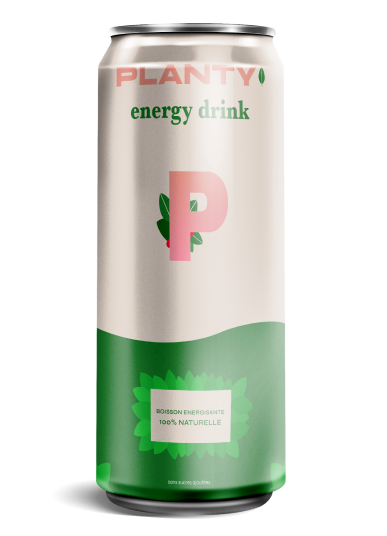 PLANTY
energy drink
P
BOISSON ENERGISANTE
100% NATURELLE